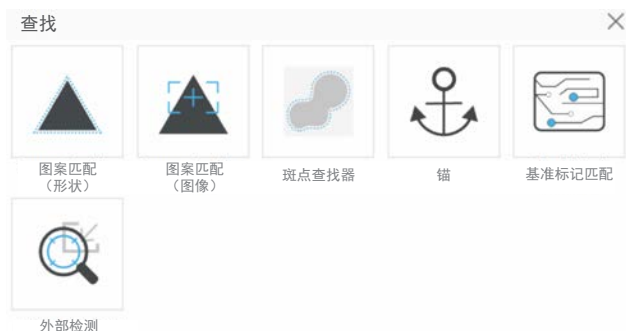 查找
图案匹配
（形状）
图案匹配
（图像）
斑点查找器
锚
基准标记匹配
外部检测